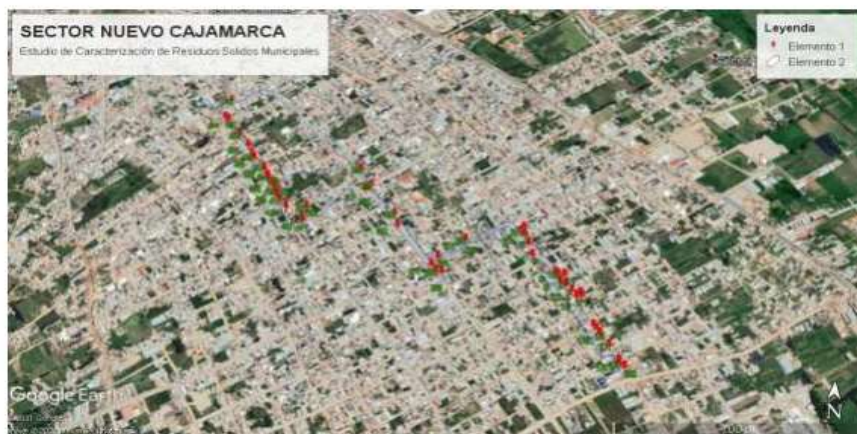 SECTOR NUEVO CAJAMARCA
Estudio de Caracterización de Residuos Solidos Municipales
Leyenda
Elemento 1
Elemento 2
Google Earth
N